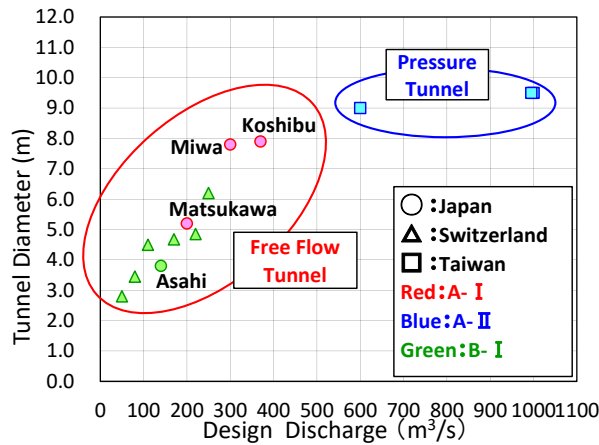 12.0
11.0
10.0
9.0
8.0
7.0
6.0
5.0
4.0
3.0
2.0
1.0
0.0
Tunnel Diameter (m)
Pressure
Tunnel
Koshibu
Miwa
Matsukawa
Asahi
Free Flow
Tunnel
○:Japan
△:Switzerland
□:Taiwan
Red:A-Ⅰ
Blue:A-Ⅱ
Green:B-Ⅰ
0 100 200 300 400 500 600 700 800 900 1000 1100
Design Discharge (m³/s)